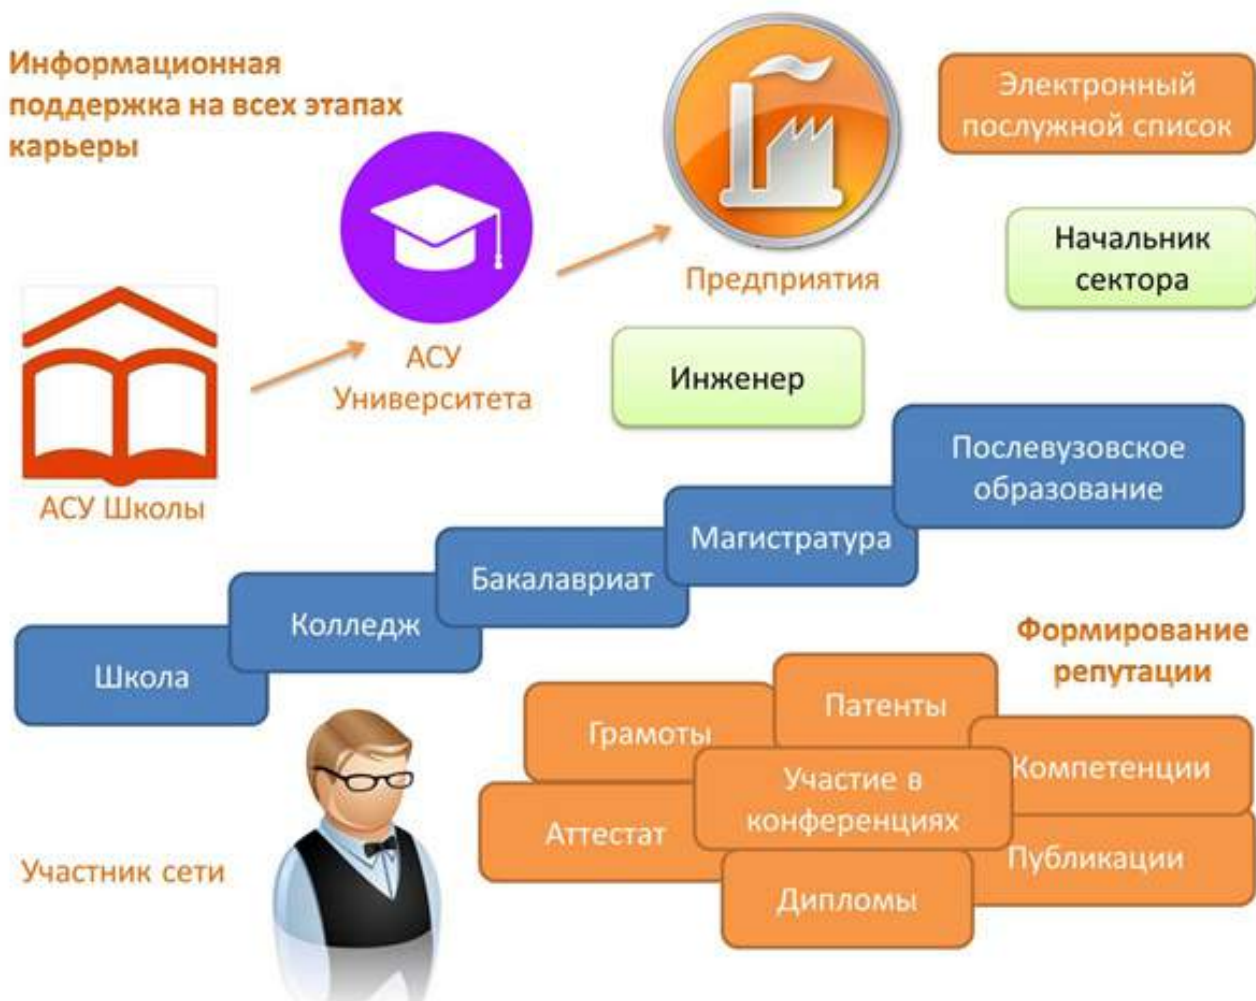 Информационная
поддержка на всех этапах
карьеры
Электронный
послужной список
Начальник
сектора
Предприятия
АСУ
Университета
Инженер
АСУ Школы
Послевузовское
образование
Магистратура
Бакалавриат
Колледж
Школа
Формирование
репутации
Патенты
Грамоты
Компетенции
Участие в
конференциях
Аттестат
Публикации
Дипломы
Участник сети